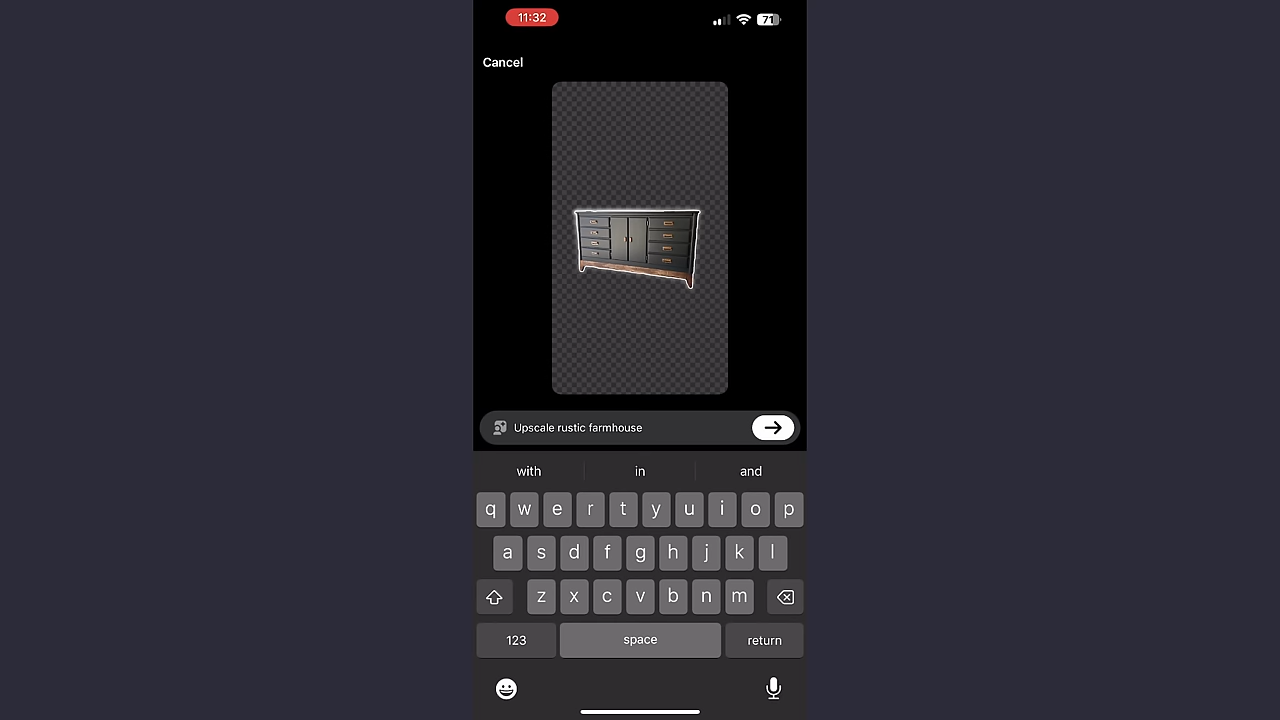 11:32
71
Cancel
Upscale rustic farmhouse
with in and
q w e r t y u i o p
a s d f g h j k l
z x c v b n m
123 space return